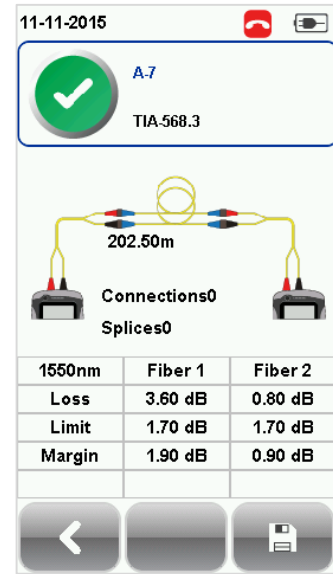 11-11-2015
A-7
TIA-568.3
202.50m
Connections0
Splices0
1550nm Fiber 1 Fiber 2
Loss 3.60 dB 0.80 dB
Limit 1.70 dB 1.70 dB
Margin 1.90 dB 0.90 dB